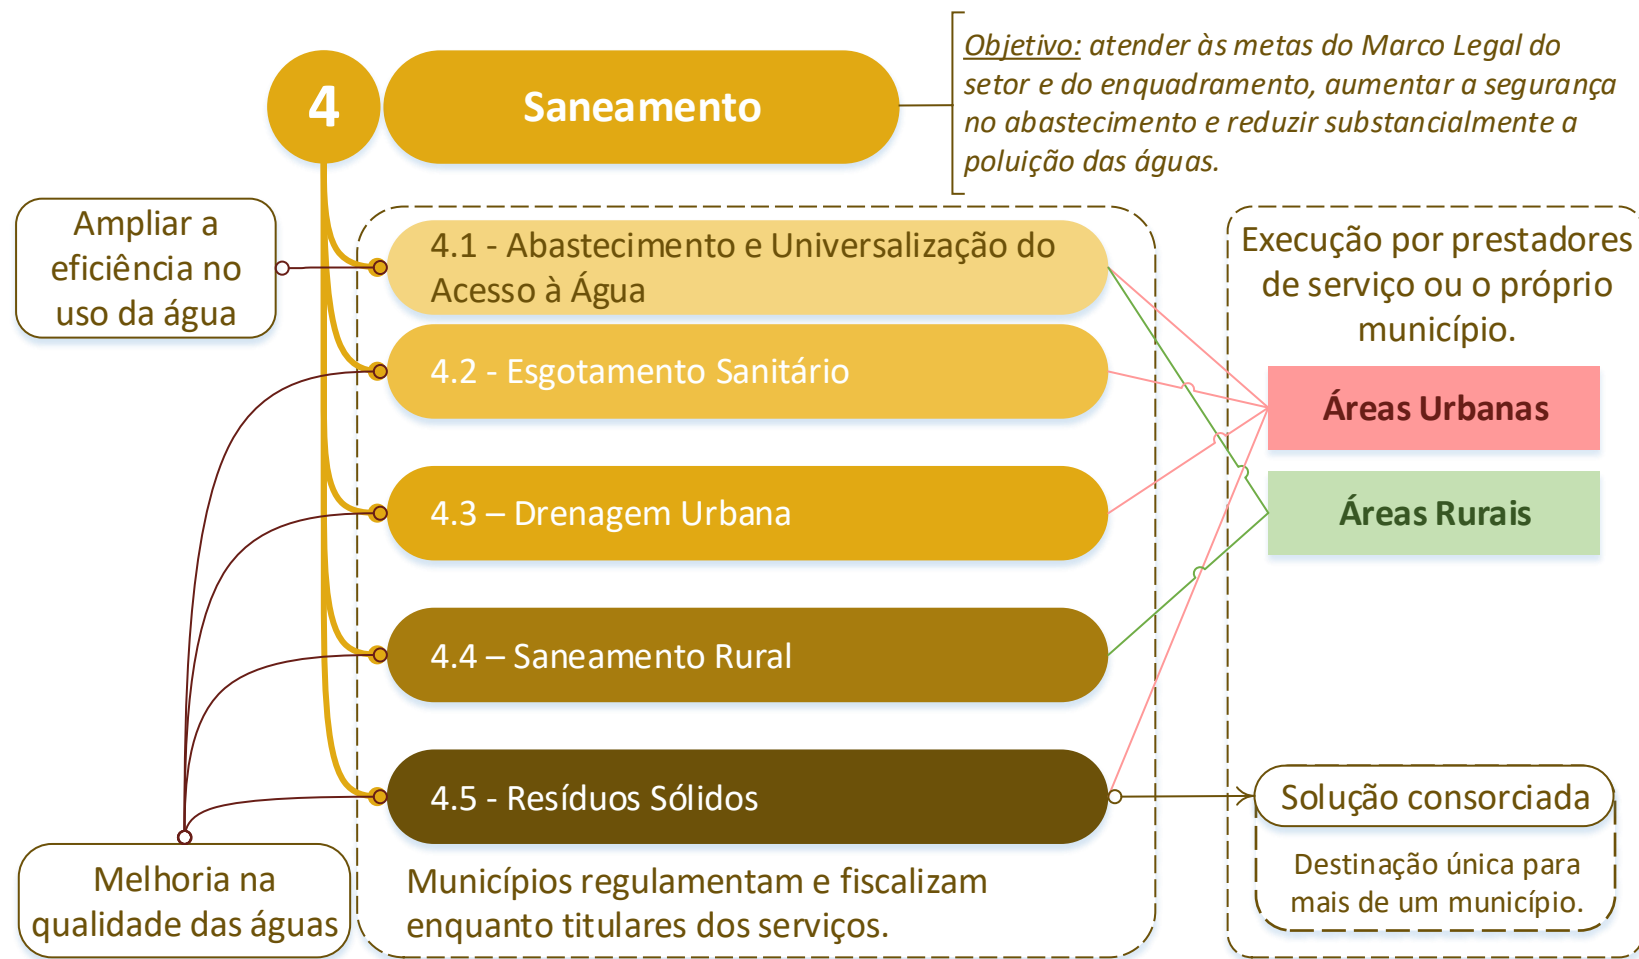 4
Saneamento
Objetivo: atender às metas do Marco Legal do
setor e do enquadramento, aumentar a segurança
no abastecimento e reduzir substancialmente a
poluição das águas.
Ampliar a
eficiência no
uso da água
4.1 - Abastecimento e Universalização do
Acesso à Água
4.2 - Esgotamento Sanitário
4.3 – Drenagem Urbana
4.4 – Saneamento Rural
4.5 - Resíduos Sólidos
Municípios regulamentam e fiscalizam
enquanto titulares dos serviços.
Melhoria na
qualidade das águas
Execução por prestadores
de serviço ou o próprio
município.
Áreas Urbanas
Áreas Rurais
Solução consorciada
Destinação única para
mais de um município.